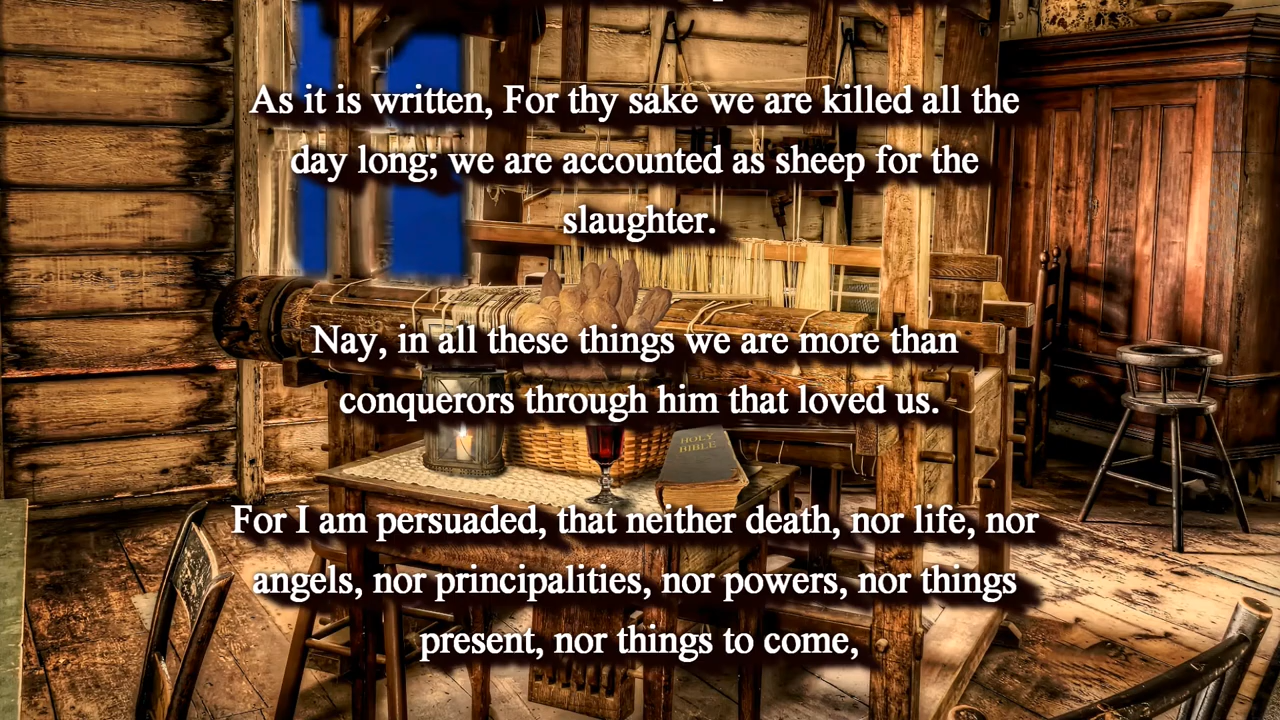 As it is written, For thy sake we are killed all the
day long; we are accounted as sheep for the
slaughter.
Nay, in all these things we are more than
conquerors through him that loved us.
HOLY
BIBLE
For I am persuaded, that neither death, nor life, nor
angels, nor principalities, nor powers, nor things
present, nor things to come,